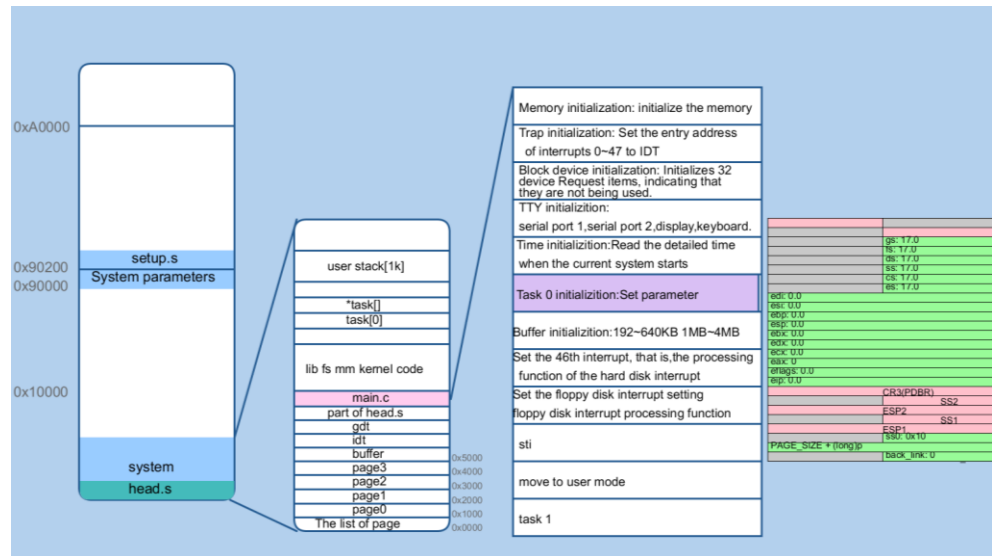 0xA0000
setup.s
0x90200
System parameters
0x90000
0x10000
system
head.s
user stack[1k]
*task[]
task[0]
lib fs mm kernel code
main.c
part of head.s
gdt
idt
buffer
0x5000
page3
0x4000
page2
0x3000
page1
0x2000
page0
0x1000
The list of page
0x0000
Memory initialization: initialize the memory
Trap initialization: Set the entry address
of interrupts 0~47 to IDT
Block device initialization: Initializes 32
device Request items, indicating that
they are not being used.
TTY initializition:
serial port 1,serial port 2,display,keyboard.
Time initializition:Read the detailed time
when the current system starts
Task 0 initializition:Set parameter
Buffer initializition:192~640KB 1MB~4MB
Set the 46th interrupt, that is,the processing
function of the hard disk interrupt
Set the floppy disk interrupt setting
floppy disk interrupt processing function
sti
move to user mode
task 1
gs: 17.0
fs: 17.0
ds: 17.0
ss: 17.0
cs: 17.0
es: 17.0
edi: 0.0
esi: 0.0
ebp: 0.0
esp: 0.0
ebx: 0.0
edx: 0.0
ecx: 0.0
eax: 0
eflags: 0.0
eip: 0.0
CR3(PDBR)
SS2
ESP2
SS1
ESP1
ss0: 0x10
PAGE_SIZE + (long)p
back_link: 0